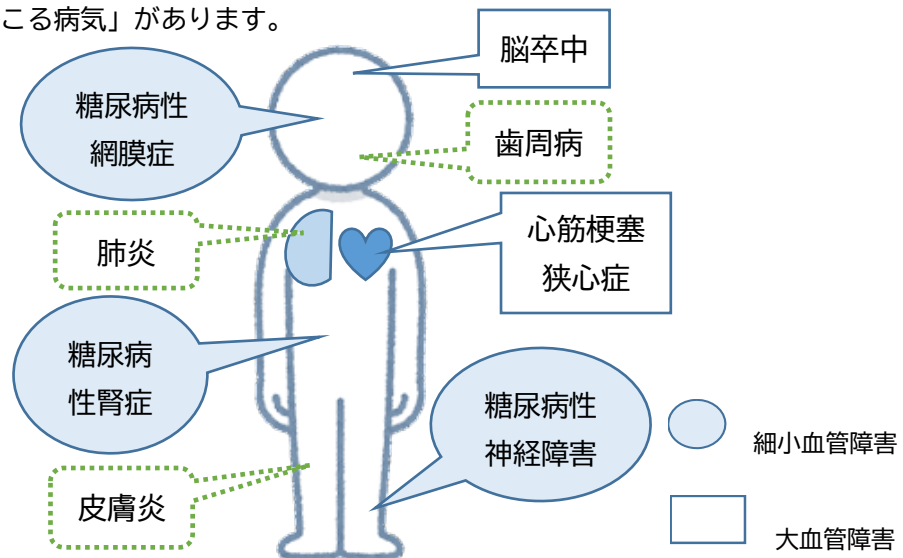 こる病気」があります。
脳卒中
糖尿病性
網膜症
歯周病
肺炎
心筋梗塞
狭心症
糖尿病
性腎症
糖尿病性
神経障害
皮膚炎
細小血管障害
大血管障害